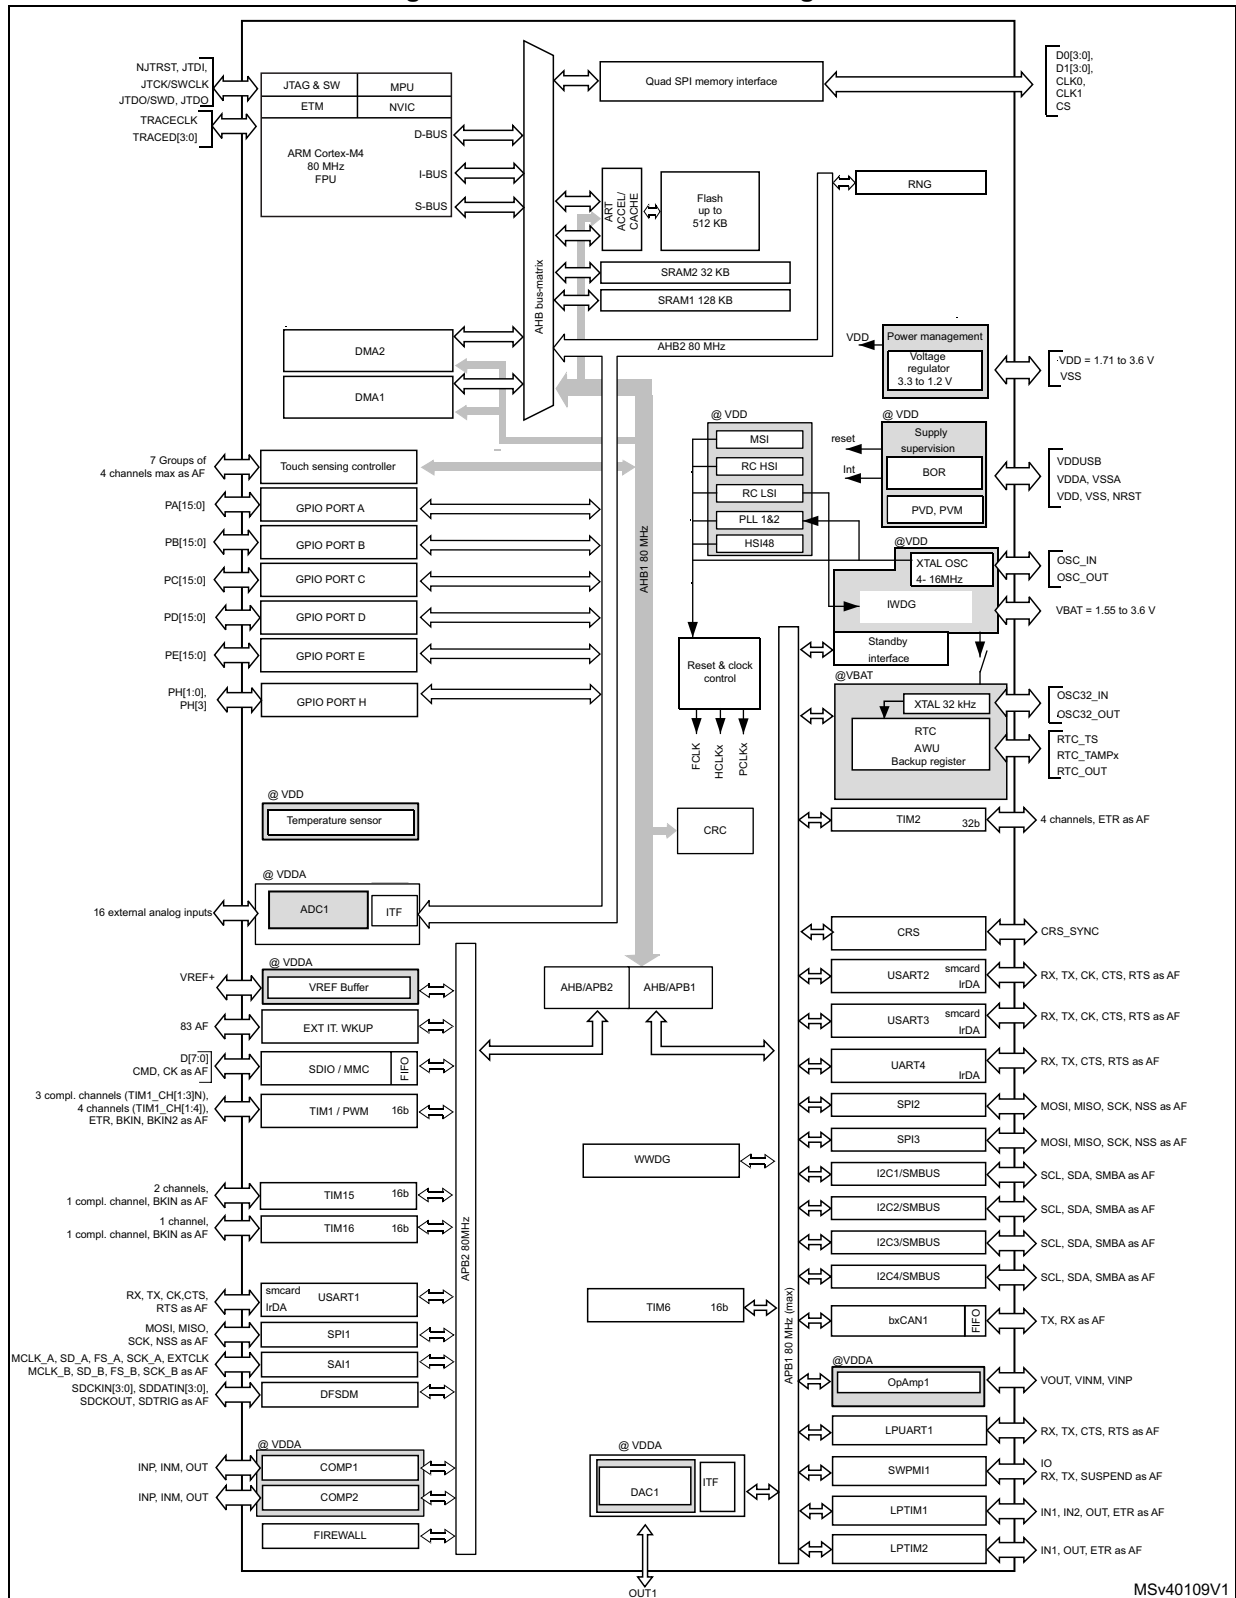 NJTRST, JTDI,
JTCK/SWCLK
JTDO/SWD, JTDO
TRACECLK
TRACED[3:0]
JTAG & SW
MPU
ETM
NVIC
ARM Cortex-M4
80 MHz
FPU
D-BUS
I-BUS
S-BUS
AHB bus-matrix
Quad SPI memory interface
D0[3:0],
D1[3:0],
CLK0,
CLK1
CS
ART
ACCEL/
CACHE
Flash
up to
512 KB
RNG
SRAM2 32 KB
SRAM1 128 KB
AHB2 80 MHz
DMA2
DMA1
VDD
Power management
Voltage
regulator
3.3 to 1.2 V
VDD = 1.71 to 3.6 V
VSS
@ VDD
MSI
RC HSI
RC LSI
PLL 1&2
HSI48
@ VDD
reset
Int
Supply
supervision
BOR
PVD, PVM
VDDUSB
VDDA, VSSA
VDD, VSS, NRST
7 Groups of
4 channels max as AF
Touch sensing controller
PA[15:0]
GPIO PORT A
PB[15:0]
GPIO PORT B
PC[15:0]
GPIO PORT C
PD[15:0]
GPIO PORT D
PE[15:0]
GPIO PORT E
PH[1:0],
PH[3]
GPIO PORT H
AHB1 80 MHz
@VDD
XTAL OSC
4- 16MHz
IWDG
OSC_IN
OSC_OUT
VBAT = 1.55 to 3.6 V
Standby
interface
Reset & clock
control
FCLK
HCLKx
PCLKx
@VBAT
XTAL 32 kHz
RTC
AWU
Backup register
OSC32_IN
OSC32_OUT
RTC_TS
RTC_TAMPx
RTC_OUT
@ VDD
Temperature sensor
CRC
TIM2
32b
4 channels, ETR as AF
@ VDDA
16 external analog inputs
ADC1
ITF
CRS
CRS_SYNC
@ VDDA
VREF+
VREF Buffer
AHB/APB2
AHB/APB1
USART2
smcard
IrDA
RX, TX, CK, CTS, RTS as AF
83 AF
EXT IT. WKUP
USART3
smcard
IrDA
RX, TX, CK, CTS, RTS as AF
D[7:0]
CMD, CK as AF
SDIO / MMC
FIFO
UART4
IrDA
RX, TX, CTS, RTS as AF
3 compl. channels (TIM1_CH[1:3]N),
4 channels (TIM1_CH[1:4]),
ETR, BKIN, BKIN2 as AF
TIM1 / PWM
16b
SPI2
MOSI, MISO, SCK, NSS as AF
SPI3
MOSI, MISO, SCK, NSS as AF
WWDG
I2C1/SMBUS
SCL, SDA, SMBA as AF
2 channels,
1 compl. channel, BKIN as AF
TIM15
16b
I2C2/SMBUS
SCL, SDA, SMBA as AF
1 channel,
1 compl. channel, BKIN as AF
TIM16
16b
APB2 80MHz
I2C3/SMBUS
SCL, SDA, SMBA as AF
I2C4/SMBUS
SCL, SDA, SMBA as AF
RX, TX, CK,CTS,
RTS as AF
smcard
IrDA
USART1
TIM6
16b
APB1 80 MHz (max)
bxCAN1
FIFO
TX, RX as AF
MOSI, MISO,
SCK, NSS as AF
SPI1
MCLK_A, SD_A, FS_A, SCK_A, EXTCLK
MCLK_B, SD_B, FS_B, SCK_B as AF
SAI1
@VDDA
OpAmp1
VOUT, VINM, VINP
SDCKIN[3:0], SDDATIN[3:0],
SDCKOUT, SDTRIG as AF
DFSDM
LPUART1
RX, TX, CTS, RTS as AF
@ VDDA
INP, INM, OUT
COMP1
INP, INM, OUT
COMP2
FIREWALL
@ VDDA
DAC1
ITF
OUT1
SWPMI1
IO
RX, TX, SUSPEND as AF
LPTIM1
IN1, IN2, OUT, ETR as AF
LPTIM2
IN1, OUT, ETR as AF
MSv40109V1